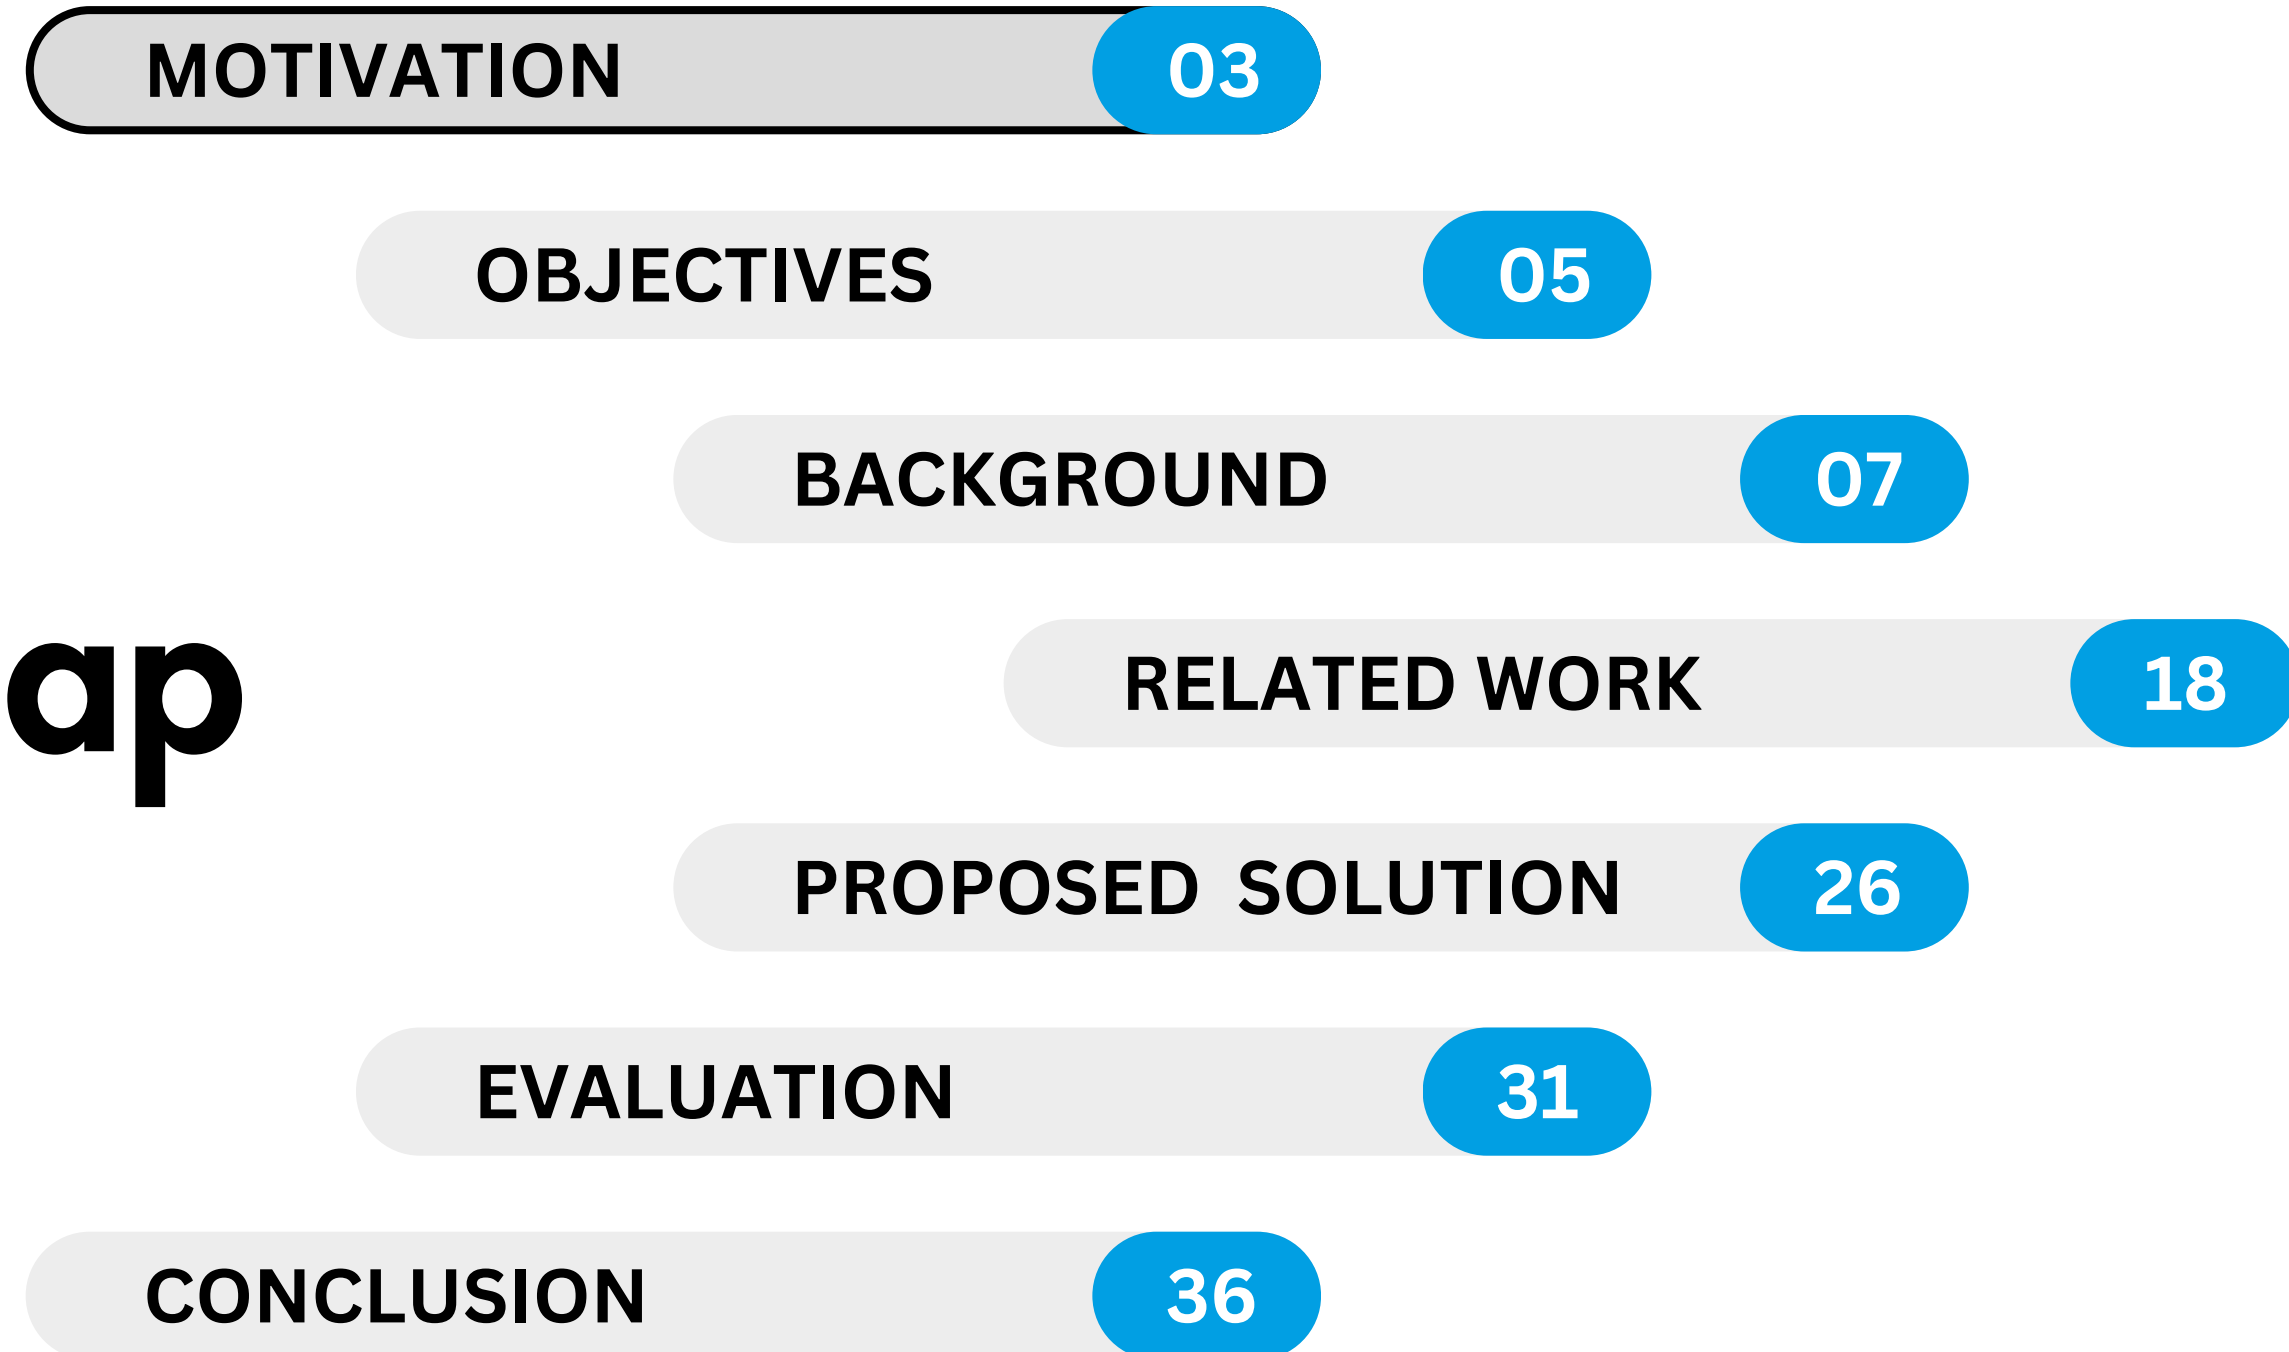 MOTIVATION 03
OBJECTIVES 05
BACKGROUND 07
ap
RELATED WORK 18
PROPOSED  SOLUTION 26
EVALUATION 31
CONCLUSION 36